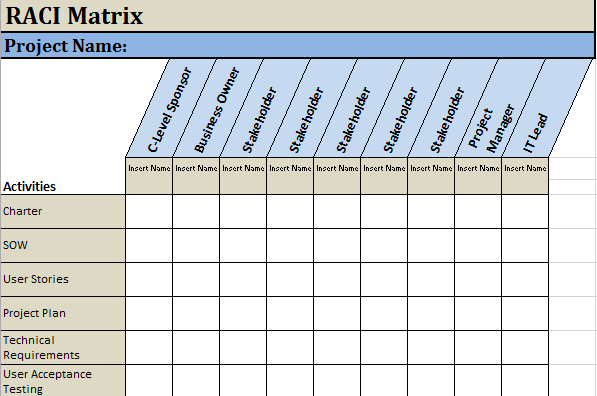 RACI Matrix
Project Name:
C-Level Sponsor
Business Owner
Stakeholder
Stakeholder
Stakeholder
Stakeholder
Stakeholder
Project
Manager
IT Lead
Insert Name Insert Name Insert Name Insert Name Insert Name Insert Name Insert Name Insert Name Insert Name
Activities
Charter
SOW
User Stories
Project Plan
Technical
Requirements
User Acceptance
Testing